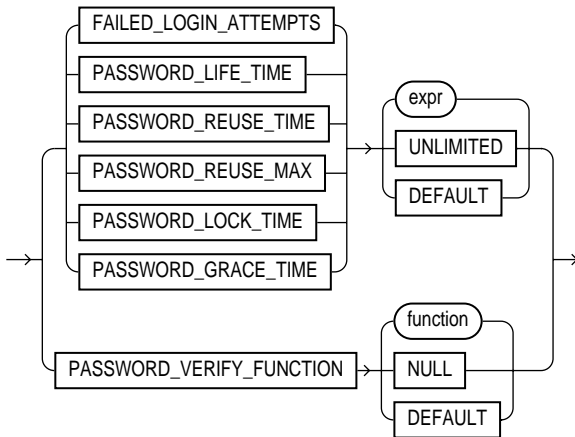 FAILED_LOGIN_ATTEMPTS
PASSWORD_LIFE_TIME
PASSWORD_REUSE_TIME
PASSWORD_REUSE_MAX
PASSWORD_LOCK_TIME
PASSWORD_GRACE_TIME
expr
UNLIMITED
DEFAULT
PASSWORD_VERIFY_FUNCTION
function
NULL
DEFAULT